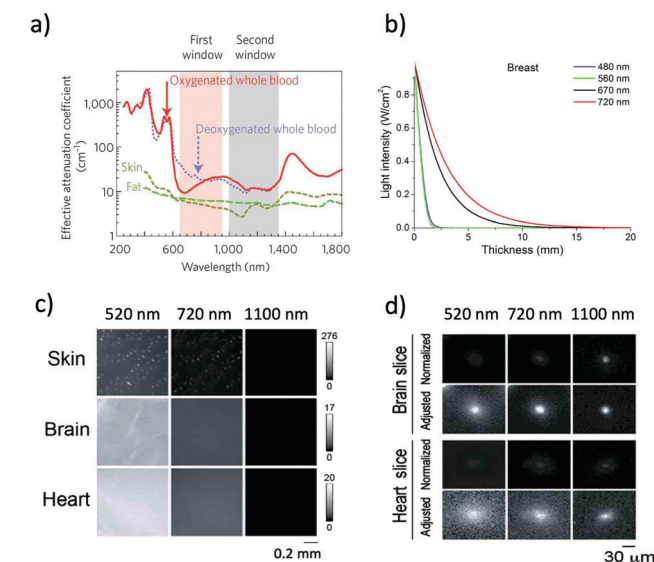 a)
First
window
Second
window
Oxygenated whole blood
Deoxygenated whole blood
Skin
Fat
Effective attenuation coefficient
(cm⁻¹)
1,000
100
10
1
200
600
1,000
1,400
1,800
Wavelength (nm)
b)
Breast
480 nm
560 nm
670 nm
720 nm
Light intensity (W/cm²)
0.8
0.6
0.4
0.2
0.0
0
5
10
15
20
Thickness (mm)
c)
520 nm 720 nm 1100 nm
Skin
276
0
Brain
17
0
Heart
20
0
0.2 mm
d)
520 nm 720 nm 1100 nm
Brain slice
Normalized
Adjusted
Heart slice
Normalized
Adjusted
30 μm